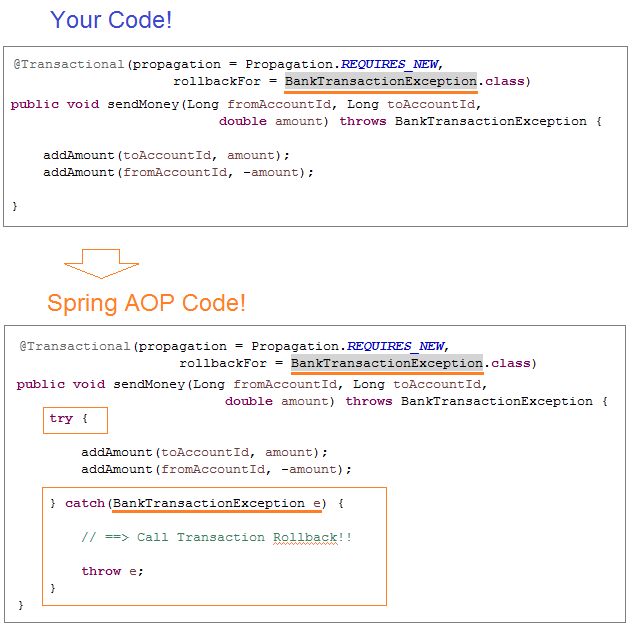 Your Code!
@Transactional(propagation = Propagation.REQUIRES_NEW,
rollbackFor = BankTransactionException.class)
public void sendMoney(Long fromAccountId, Long toAccountId,
double amount) throws BankTransactionException {
addAmount(toAccountId, amount);
addAmount(fromAccountId, -amount);
}
Spring AOP Code!
@Transactional(propagation = Propagation.REQUIRES_NEW,
rollbackFor = BankTransactionException.class)
public void sendMoney(Long fromAccountId, Long toAccountId,
double amount) throws BankTransactionException {
try {
addAmount(toAccountId, amount);
addAmount(fromAccountId, -amount);
} catch(BankTransactionException e) {
// ==> Call Transaction Rollback!!
throw e;
}
}